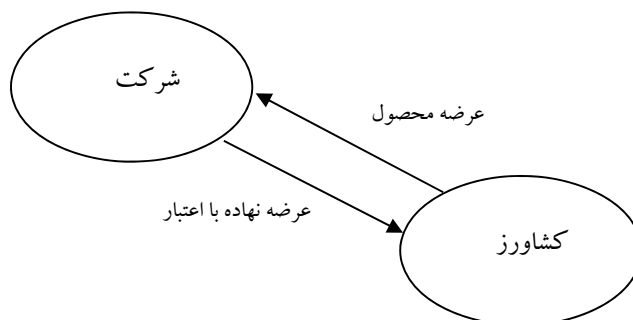 شرکت
عرضه محصول
عرضه نهاده با اعتبار
کشاورز